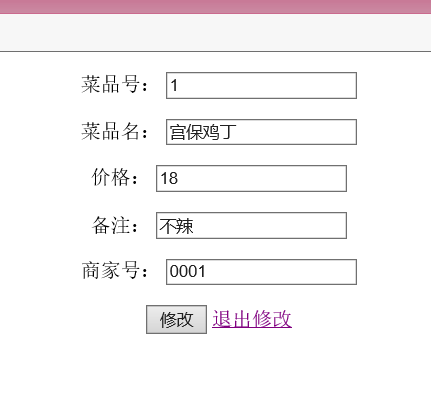 菜品号： 1
菜品名： 宫保鸡丁
价格： 18
备注： 不辣
商家号： 0001
修改 退出修改